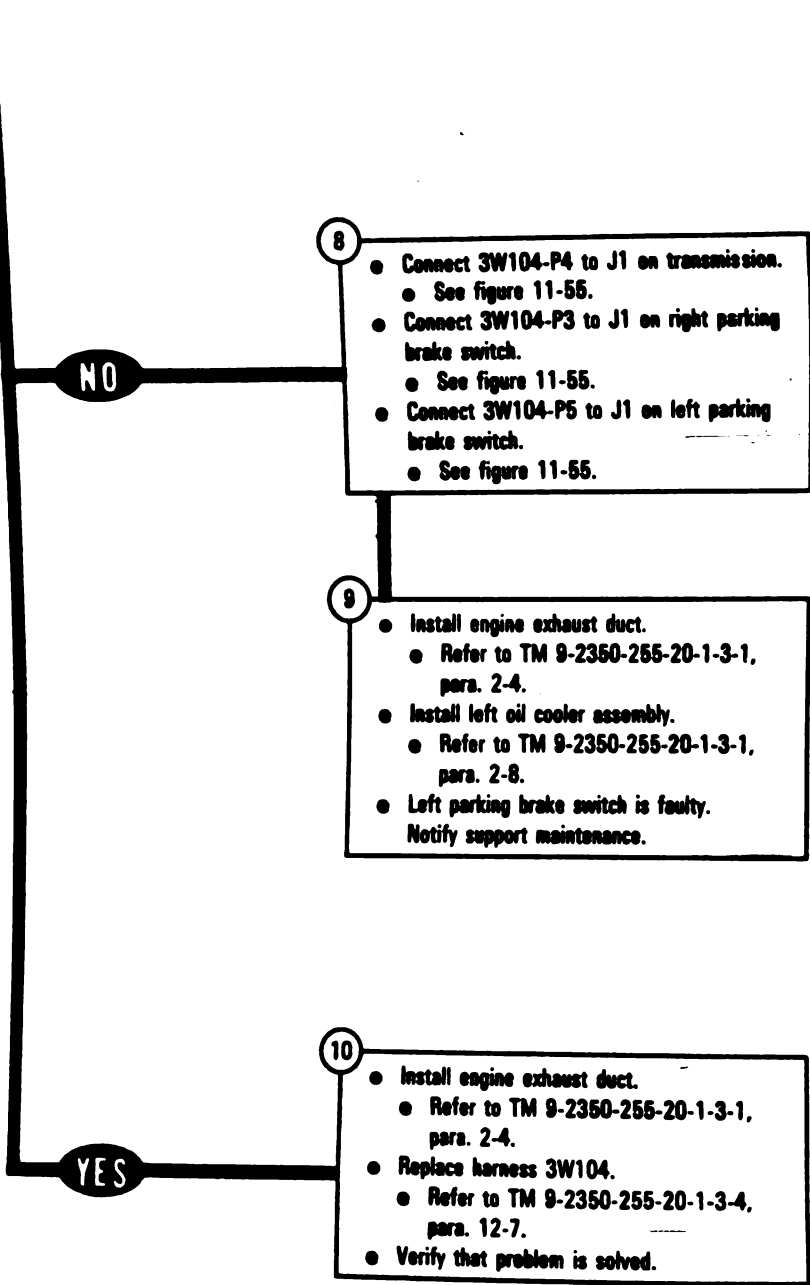 8
● Connect 3W104-P4 to J1 on transmission.
● See figure 11-55.
● Connect 3W104-P3 to J1 on right parking
brake switch.
● See figure 11-55.
● Connect 3W104-P5 to J1 on left parking
brake switch.
● See figure 11-55.
NO
9
● Install engine exhaust duct.
● Refer to TM 9-2350-255-20-1-3-1,
para. 2-4.
● Install left oil cooler assembly.
● Refer to TM 9-2350-255-20-1-3-1,
para. 2-8.
● Left parking brake switch is faulty.
Notify support maintenance.
10
● Install engine exhaust duct.
● Refer to TM 9-2350-255-20-1-3-1,
para. 2-4.
● Replace harness 3W104.
● Refer to TM 9-2350-255-20-1-3-4,
para. 12-7.
● Verify that problem is solved.
YES